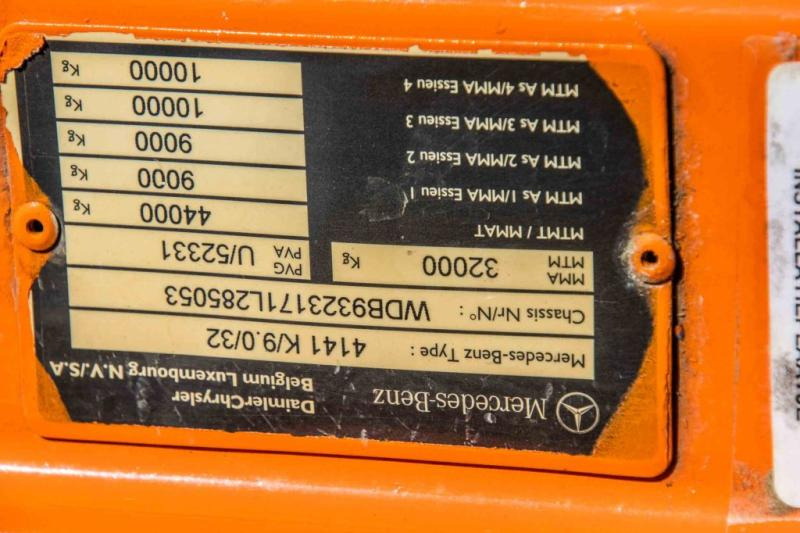 Mercedes-Benz
DaimlerChrysler
Belgium Luxembourg N.V./S.A
Mercedes-Benz Type : 4141 K/9.0/32
Chassis Nr/N° : WDB9323171L285053
MMA
MTM 32000 Kg
PVG
PVA U/52331
MTMT / MMAT 44000 Kg
MTM As 1/MMA Essieu 1 9000 Kg
MTM As 2/MMA Essieu 2 9000 Kg
MTM As 3/MMA Essieu 3 10000 Kg
MTM As 4/MMA Essieu 4 10000 Kg